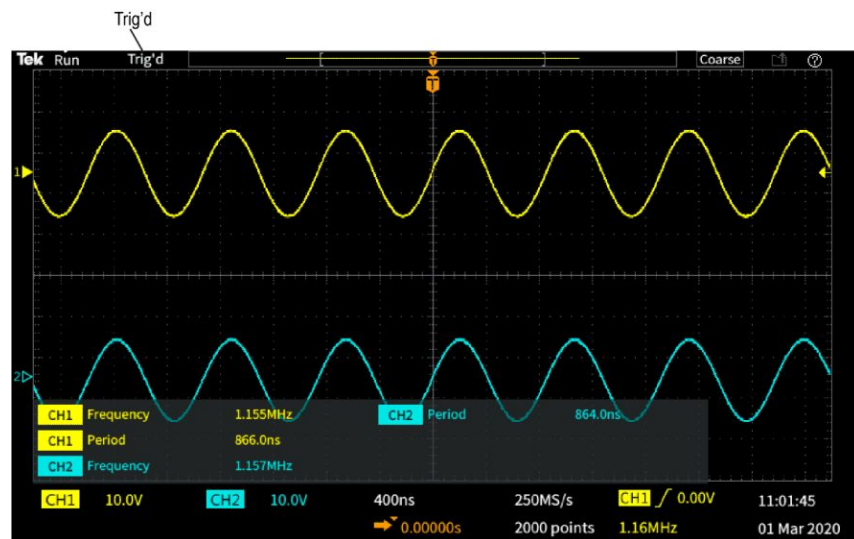 Trig'd
Tek Run Trig'd T Coarse ?
T
1
2
CH1 Frequency 1.155MHz CH2 Period 864.0ns
CH1 Period 866.0ns
CH2 Frequency 1.157MHz
CH1 10.0V CH2 10.0V 400ns 250MS/s CH1 0.00V 11:01:45
0.00000s 2000 points 1.16MHz 01 Mar 2020